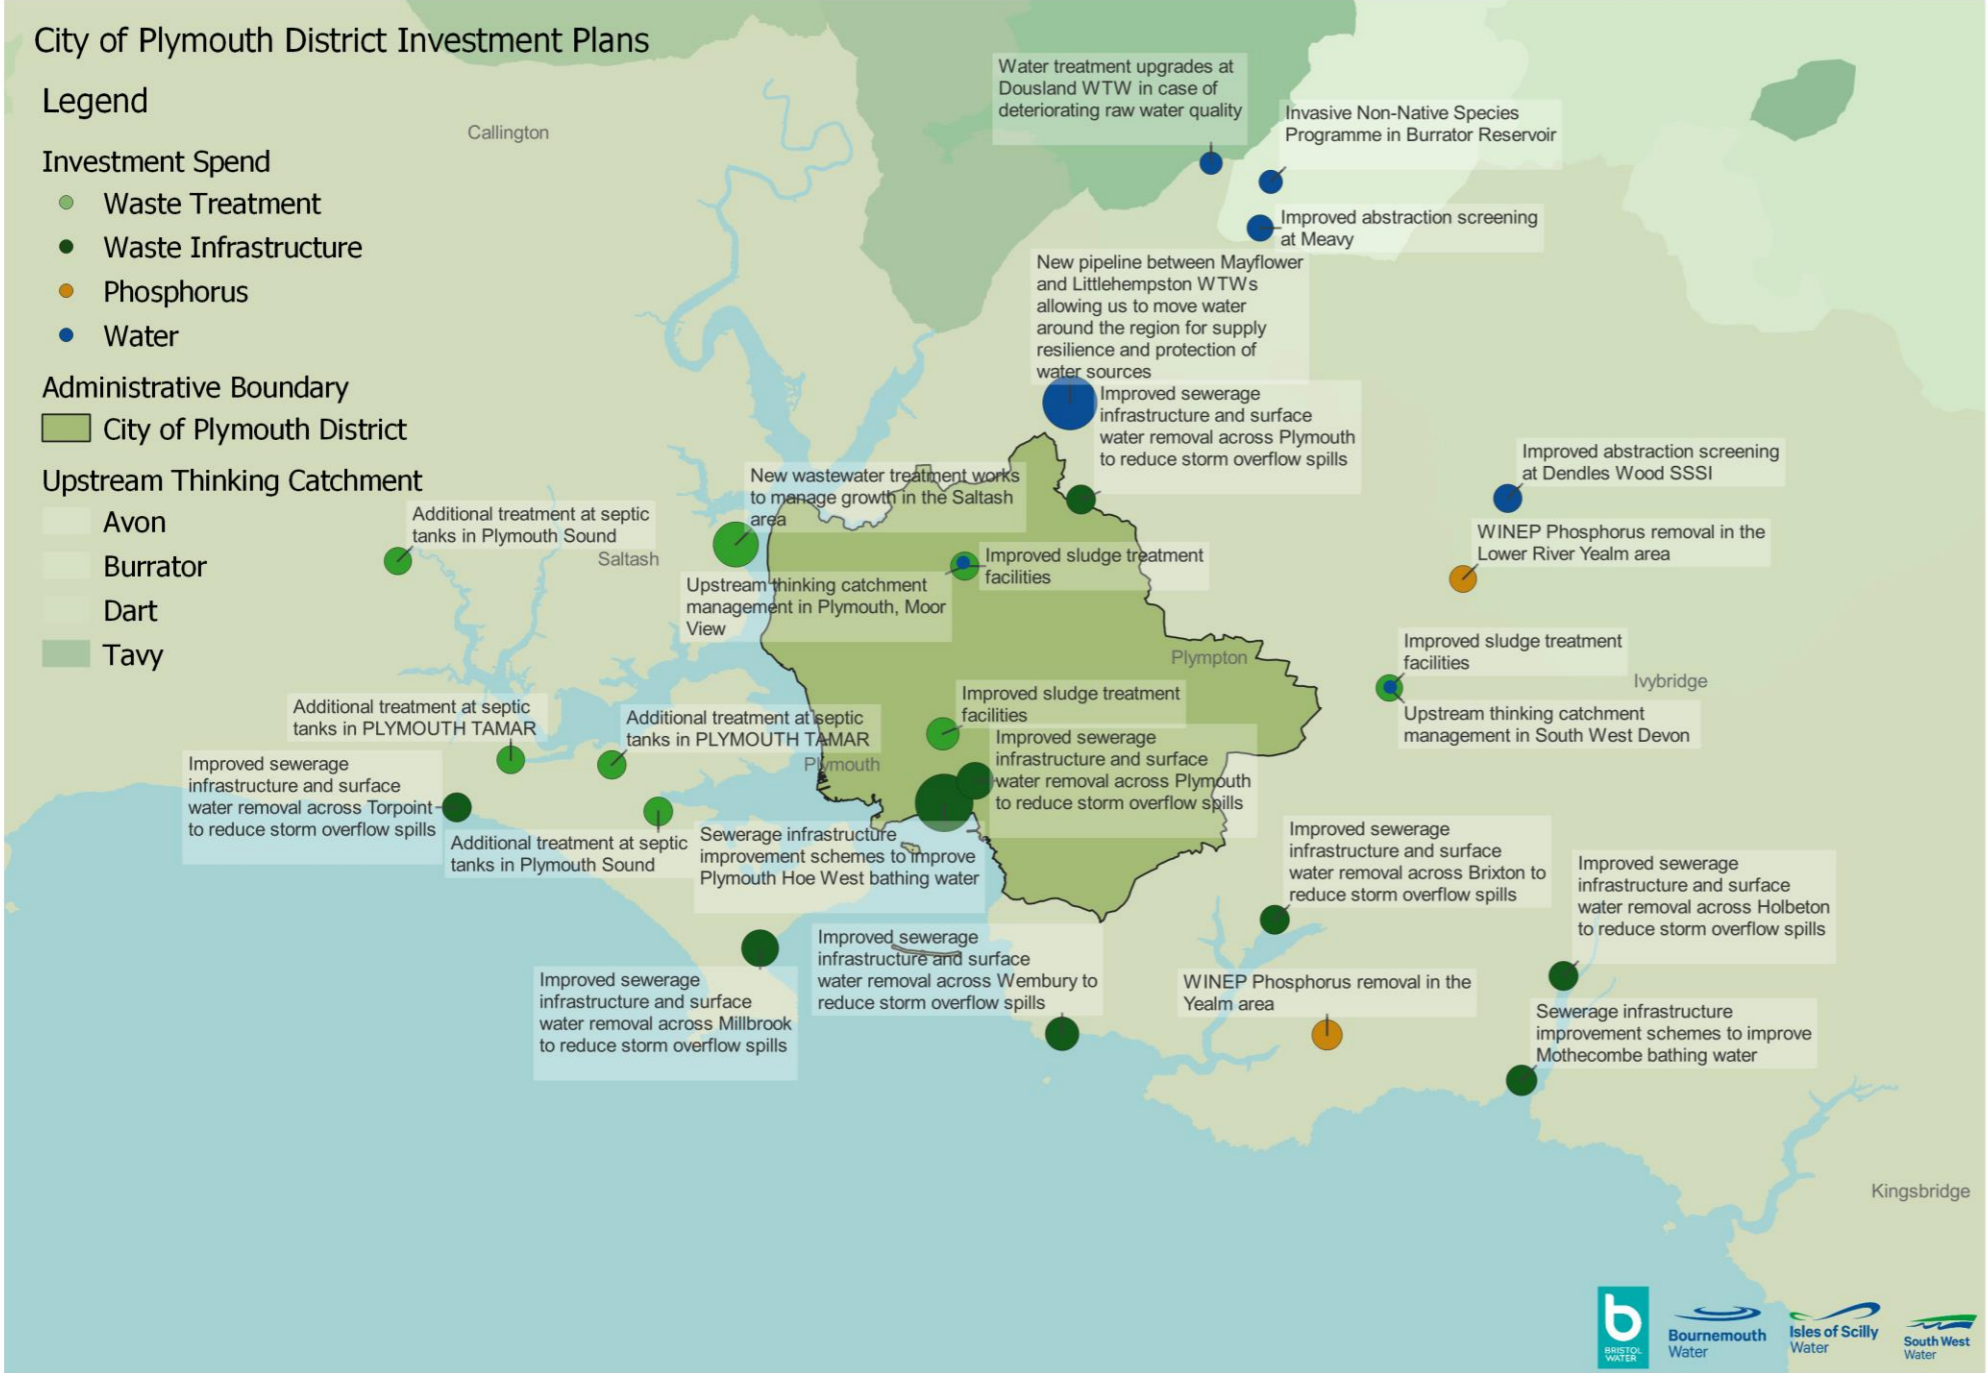 City of Plymouth District Investment Plans
Legend
Investment Spend
Waste Treatment
Waste Infrastructure
Phosphorus
Water
Administrative Boundary
City of Plymouth District
Upstream Thinking Catchment
Avon
Burrator
Dart
Tavy
Callington
Water treatment upgrades at
Dousland WTW in case of
deteriorating raw water quality
Invasive Non-Native Species
Programme in Burrator Reservoir
Improved abstraction screening
at Meavy
New pipeline between Mayflower
and Littlehempston WTWs
allowing us to move water
around the region for supply
resilience and protection of
water sources
Improved sewerage
infrastructure and surface
water removal across Plymouth
to reduce storm overflow spills
Improved abstraction screening
at Dendles Wood SSSI
New wastewater treatment works
to manage growth in the Saltash
area
Additional treatment at septic
tanks in Plymouth Sound
Saltash
WINEP Phosphorus removal in the
Lower River Yealm area
Improved sludge treatment
facilities
Upstream thinking catchment
management in Plymouth, Moor
View
Plympton
Improved sludge treatment
facilities
Ivybridge
Upstream thinking catchment
management in South West Devon
Additional treatment at septic
tanks in PLYMOUTH TAMAR
Additional treatment at septic
tanks in PLYMOUTH TAMAR
Plymouth
Improved sludge treatment
facilities
Improved sewerage
infrastructure and surface
water removal across Plymouth
to reduce storm overflow spills
Improved sewerage
infrastructure and surface
water removal across Torpoint
to reduce storm overflow spills
Additional treatment at septic
tanks in Plymouth Sound
Sewerage infrastructure
improvement schemes to improve
Plymouth Hoe West bathing water
Improved sewerage
infrastructure and surface
water removal across Brixton to
reduce storm overflow spills
Improved sewerage
infrastructure and surface
water removal across Holbeton
to reduce storm overflow spills
Improved sewerage
infrastructure and surface
water removal across Wembury to
reduce storm overflow spills
Improved sewerage
infrastructure and surface
water removal across Millbrook
to reduce storm overflow spills
WINEP Phosphorus removal in the
Yealm area
Sewerage infrastructure
improvement schemes to improve
Mothecombe bathing water
Kingsbridge
b
BRISTOL
WATER
Bournemouth
Water
Isles of Scilly
Water
South West
Water